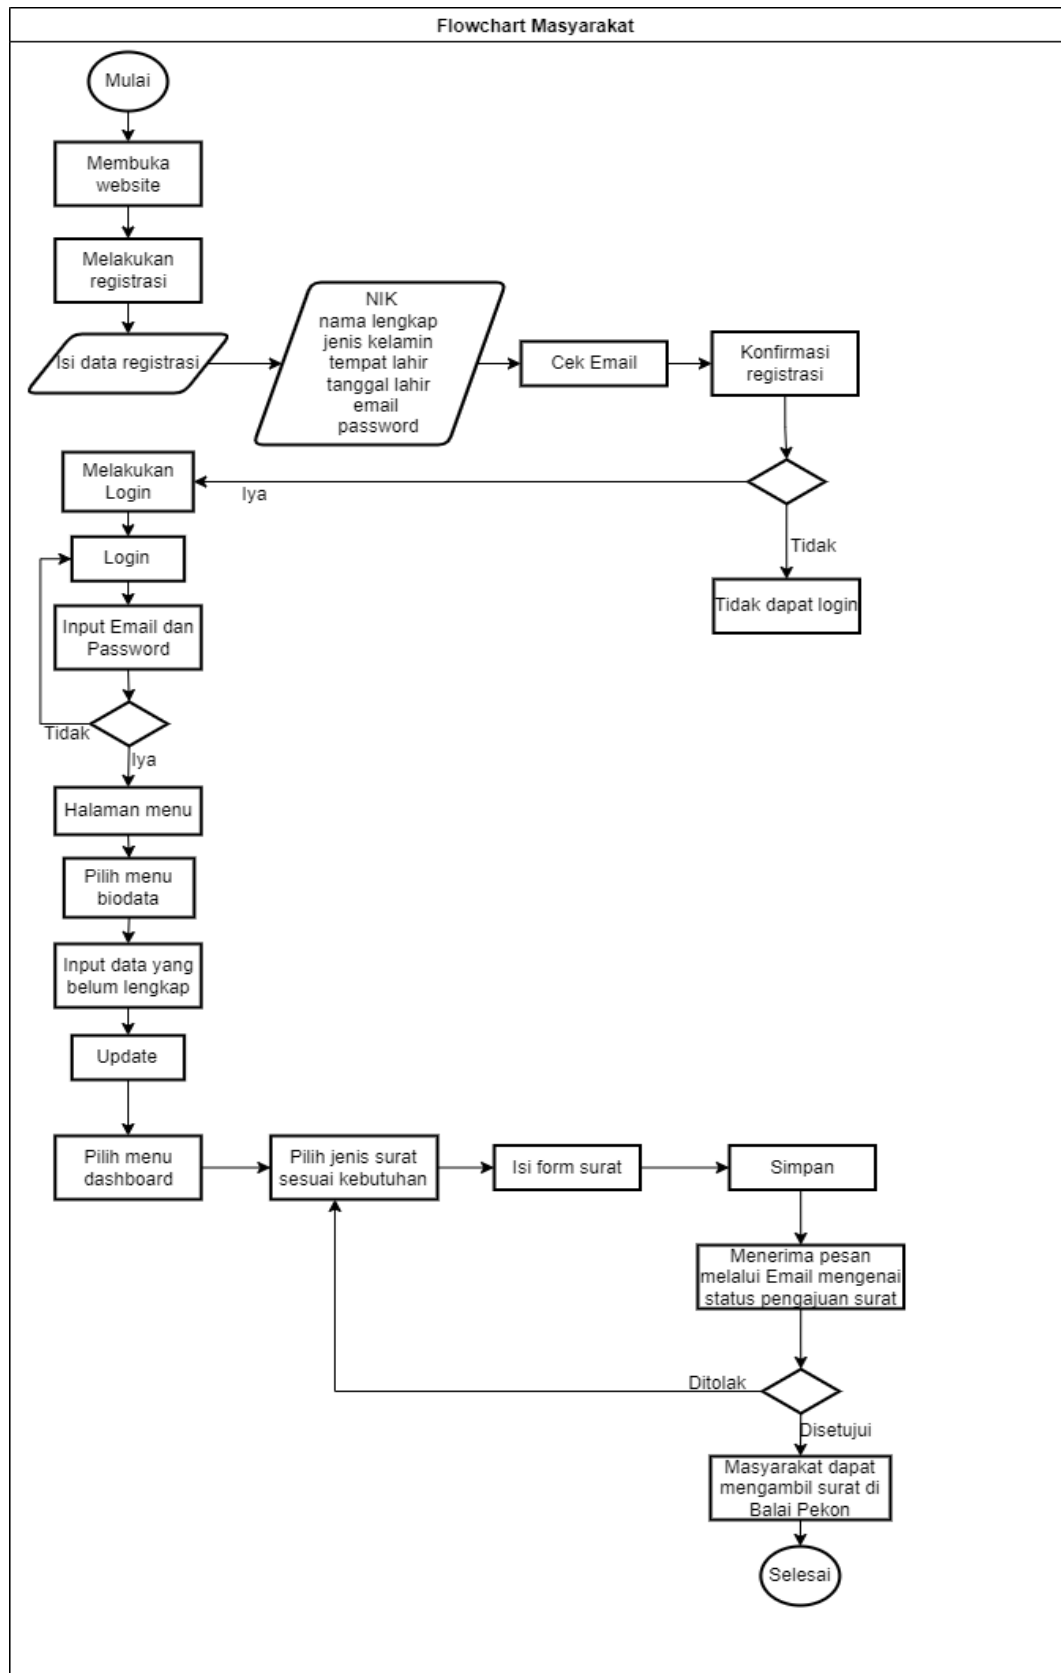 Flowchart Masyarakat
Mulai
Membuka
website
Melakukan
registrasi
Isi data registrasi
NIK
nama lengkap
jenis kelamin
tempat lahir
tanggal lahir
email
password
Cek Email
Konfirmasi
registrasi
Melakukan
Login
Iya
Tidak
Tidak dapat login
Login
Input Email dan
Password
Tidak
Iya
Halaman menu
Pilih menu
biodata
Input data yang
belum lengkap
Update
Pilih menu
dashboard
Pilih jenis surat
sesuai kebutuhan
Isi form surat
Simpan
Menerima pesan
melalui Email mengenai
status pengajuan surat
Ditolak
Disetujui
Masyarakat dapat
mengambil surat di
Balai Pekon
Selesai